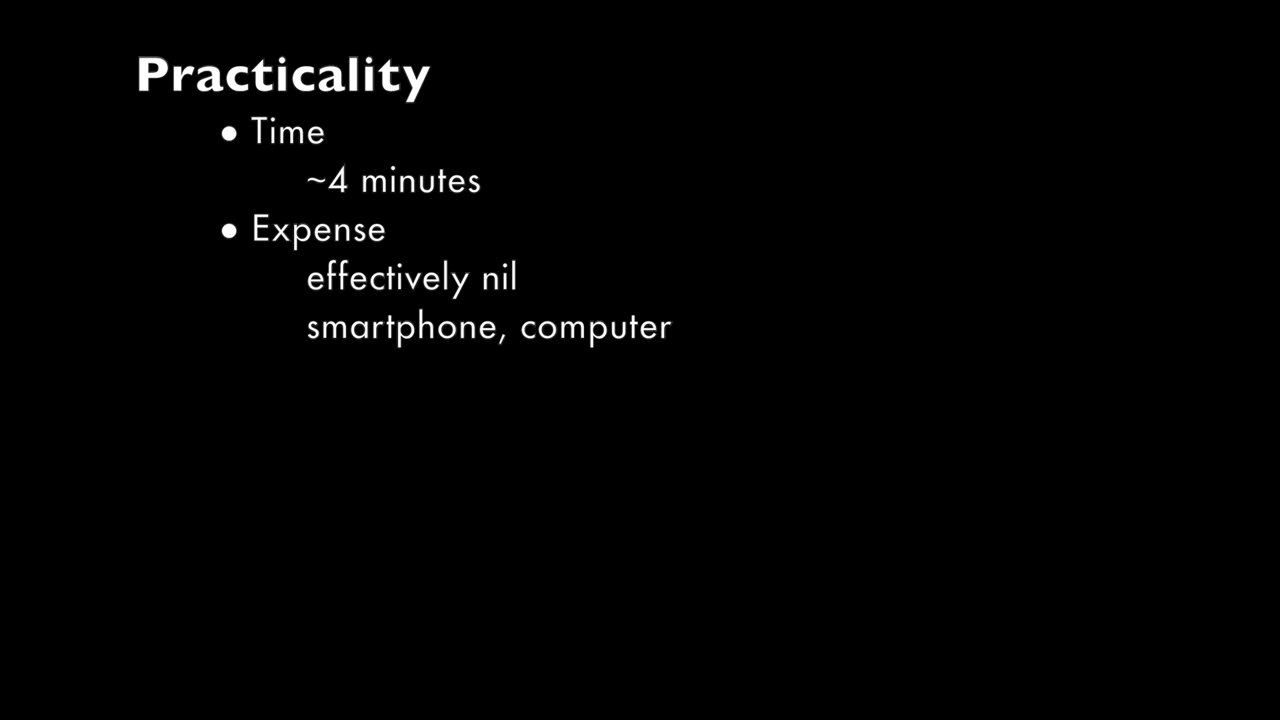 Practicality
• Time
~4 minutes
• Expense
effectively nil
smartphone, computer